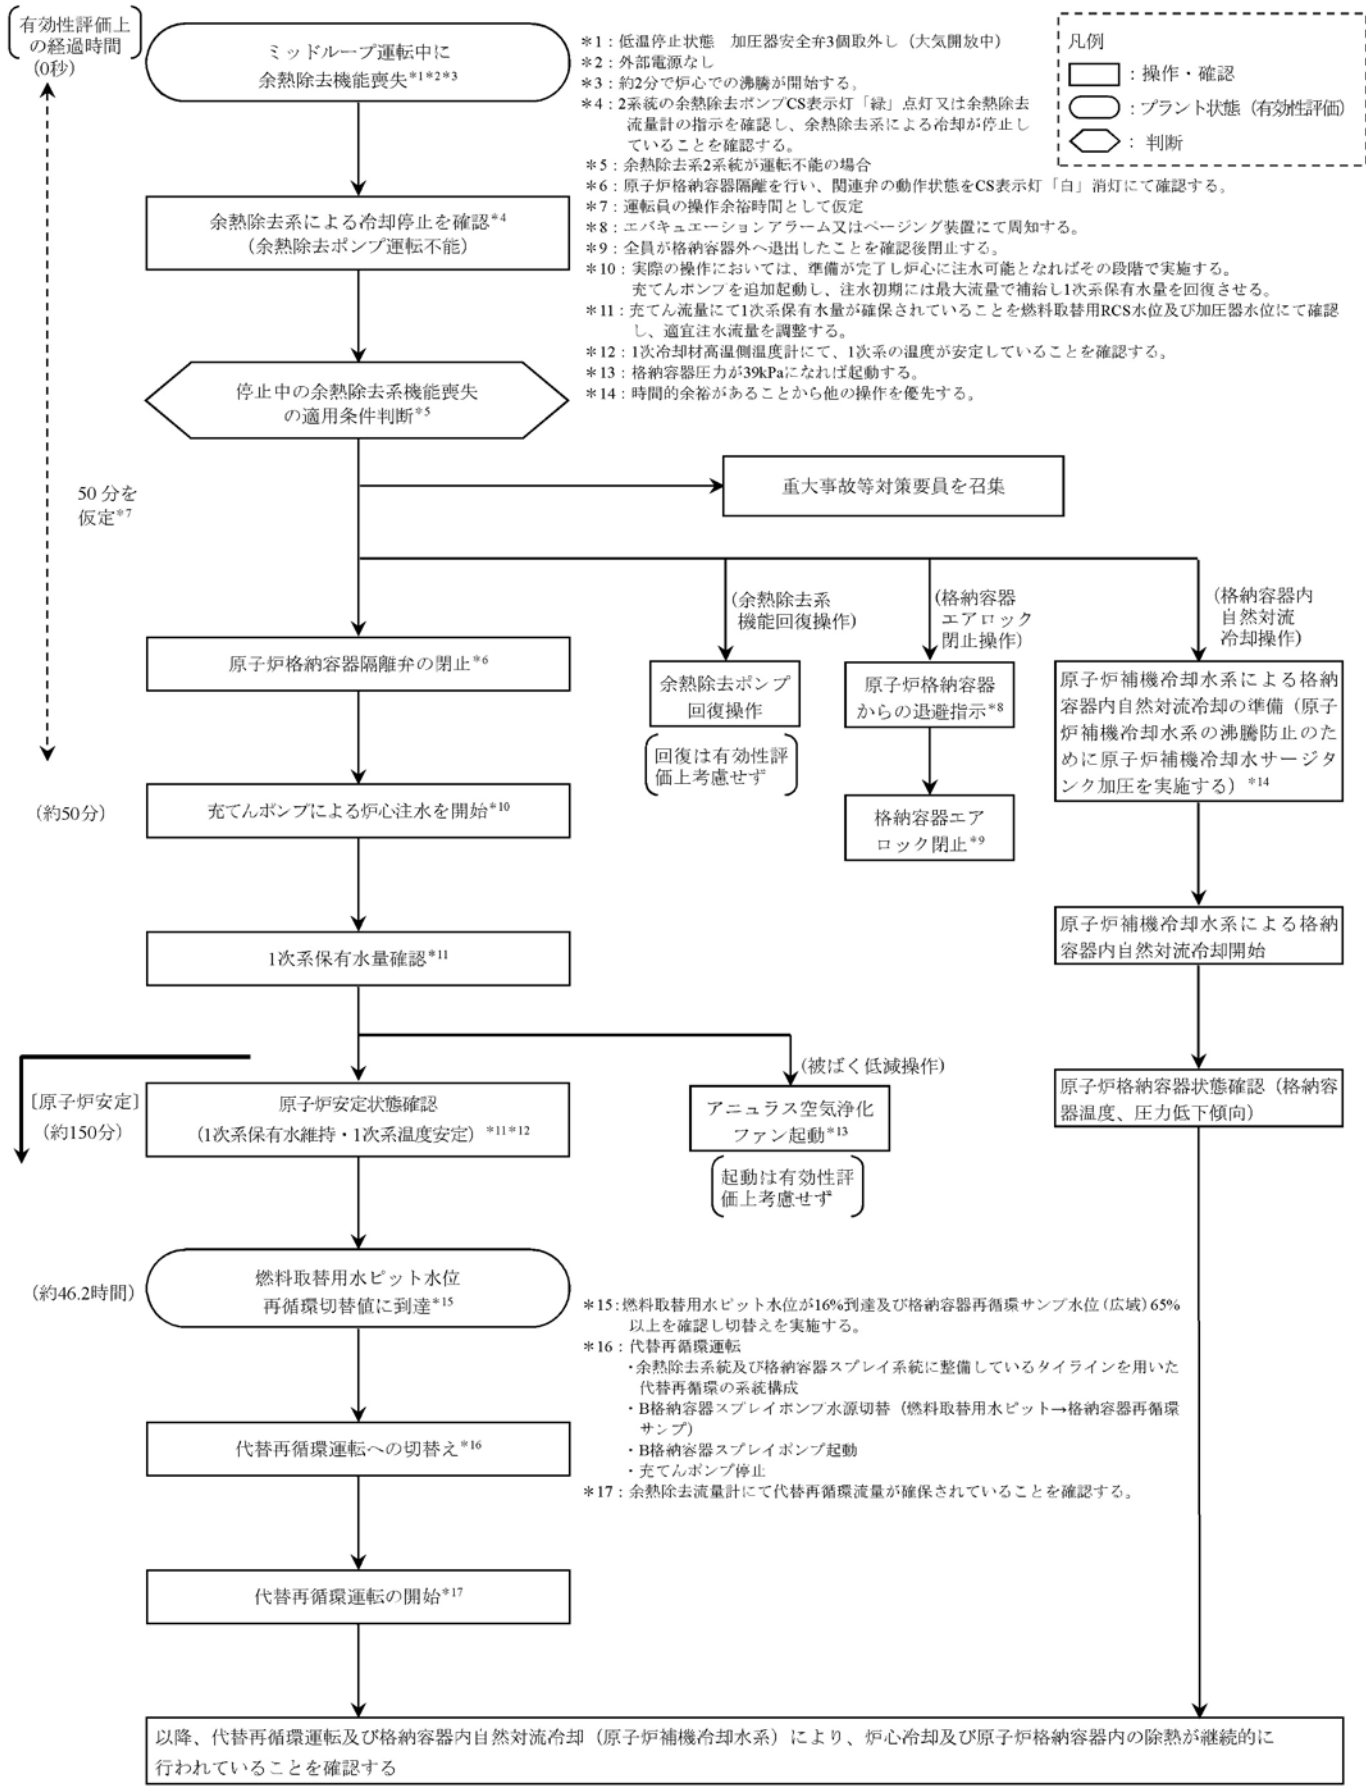 有効性評価上
の経過時間
(0秒)
ミッドループ運転中に
余熱除去機能喪失*1*2*3
*1：低温停止状態　加圧器安全弁3個取外し（大気開放中）
*2：外部電源なし
*3：約2分で炉心での沸騰が開始する。
*4：2系統の余熱除去ポンプCS表示灯「緑」点灯又は余熱除去
流量計の指示を確認し、余熱除去系による冷却が停止し
ていることを確認する。
*5：余熱除去系2系統が運転不能の場合
*6：原子炉格納容器隔離を行い、関連弁の動作状態をCS表示灯「白」消灯にて確認する。
*7：運転員の操作余裕時間として仮定
*8：エバキュエーションアラーム又はページング装置にて周知する。
*9：全員が格納容器外へ退出したことを確認後閉止する。
*10：実際の操作においては、準備が完了し炉心に注水可能となればその段階で実施する。
充てんポンプを追加起動し、注水初期には最大流量で補給し1次系保有水量を回復させる。
*11：充てん流量にて1次系保有水量が確保されていることを燃料取替用RCS水位及び加圧器水位にて確認
し、適宜注水流量を調整する。
*12：1次冷却材高温側温度計にて、1次系の温度が安定していることを確認する。
*13：格納容器圧力が39kPaになれば起動する。
*14：時間的余裕があることから他の操作を優先する。
凡例
：操作・確認
：プラント状態（有効性評価）
：判断
余熱除去系による冷却停止を確認*4
（余熱除去ポンプ運転不能）
停止中の余熱除去系機能喪失
の適用条件判断*5
50 分を
仮定*7
重大事故等対策要員を召集
(余熱除去系
機能回復操作)
(格納容器
エアロック
閉止操作)
(格納容器内
自然対流
冷却操作)
原子炉格納容器隔離弁の閉止*6
余熱除去ポンプ
回復操作
回復は有効性評
価上考慮せず
原子炉格納容器
からの退避指示*8
原子炉補機冷却水系による格納
容器内自然対流冷却の準備（原子
炉補機冷却水系の沸騰防止のた
めに原子炉補機冷却水サージタ
ンク加圧を実施する）*14
(約50分)
充てんポンプによる炉心注水を開始*10
格納容器エア
ロック閉止*9
1次系保有水量確認*11
原子炉補機冷却水系による格納
容器内自然対流冷却開始
(被ばく低減操作)
〔原子炉安定〕
(約150分)
原子炉安定状態確認
（1次系保有水維持・1次系温度安定）*11*12
アニュラス空気浄化
ファン起動*13
起動は有効性評
価上考慮せず
原子炉格納容器状態確認（格納容
器温度、圧力低下傾向）
(約46.2時間)
燃料取替用水ピット水位
再循環切替値に到達*15
*15：燃料取替用水ピット水位が16%到達及び格納容器再循環サンプ水位（広域）65%
以上を確認し切替えを実施する。
*16：代替再循環運転
・余熱除去系統及び格納容器スプレイ系統に整備しているタイラインを用いた
代替再循環の系統構成
・B格納容器スプレイポンプ水源切替（燃料取替用水ピット→格納容器再循環
サンプ）
・B格納容器スプレイポンプ起動
・充てんポンプ停止
*17：余熱除去流量計にて代替再循環流量が確保されていることを確認する。
代替再循環運転への切替え*16
代替再循環運転の開始*17
以降、代替再循環運転及び格納容器内自然対流冷却（原子炉補機冷却水系）により、炉心冷却及び原子炉格納容器内の除熱が継続的に
行われていることを確認する